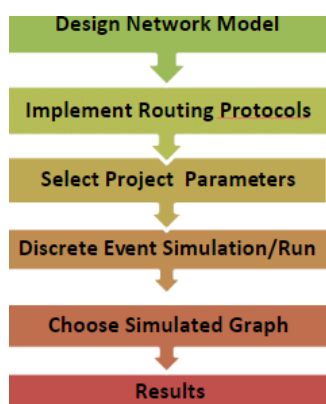 Design Network Model
Implement Routing Protocols
Select Project Parameters
Discrete Event Simulation/Run
Choose Simulated Graph
Results